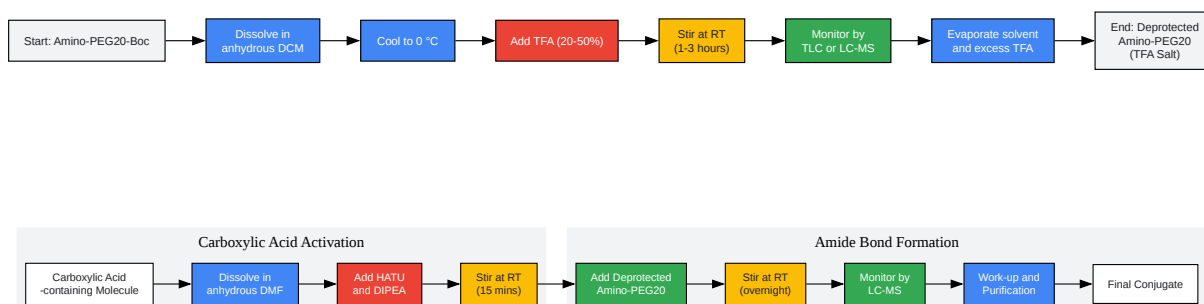 Start: Amino-PEG20-Boc
Dissolve in
anhydrous DCM
Cool to 0 °C
Add TFA (20-50%)
Stir at RT
(1-3 hours)
Monitor by
TLC or LC-MS
Evaporate solvent
and excess TFA
End: Deprotected
Amino-PEG20
(TFA Salt)
Carboxylic Acid Activation
Carboxylic Acid
-containing Molecule
Dissolve in
anhydrous DMF
Add HATU
and DIPEA
Stir at RT
(15 mins)
Amide Bond Formation
Add Deprotected
Amino-PEG20
Stir at RT
(overnight)
Monitor by
LC-MS
Work-up and
Purification
Final Conjugate